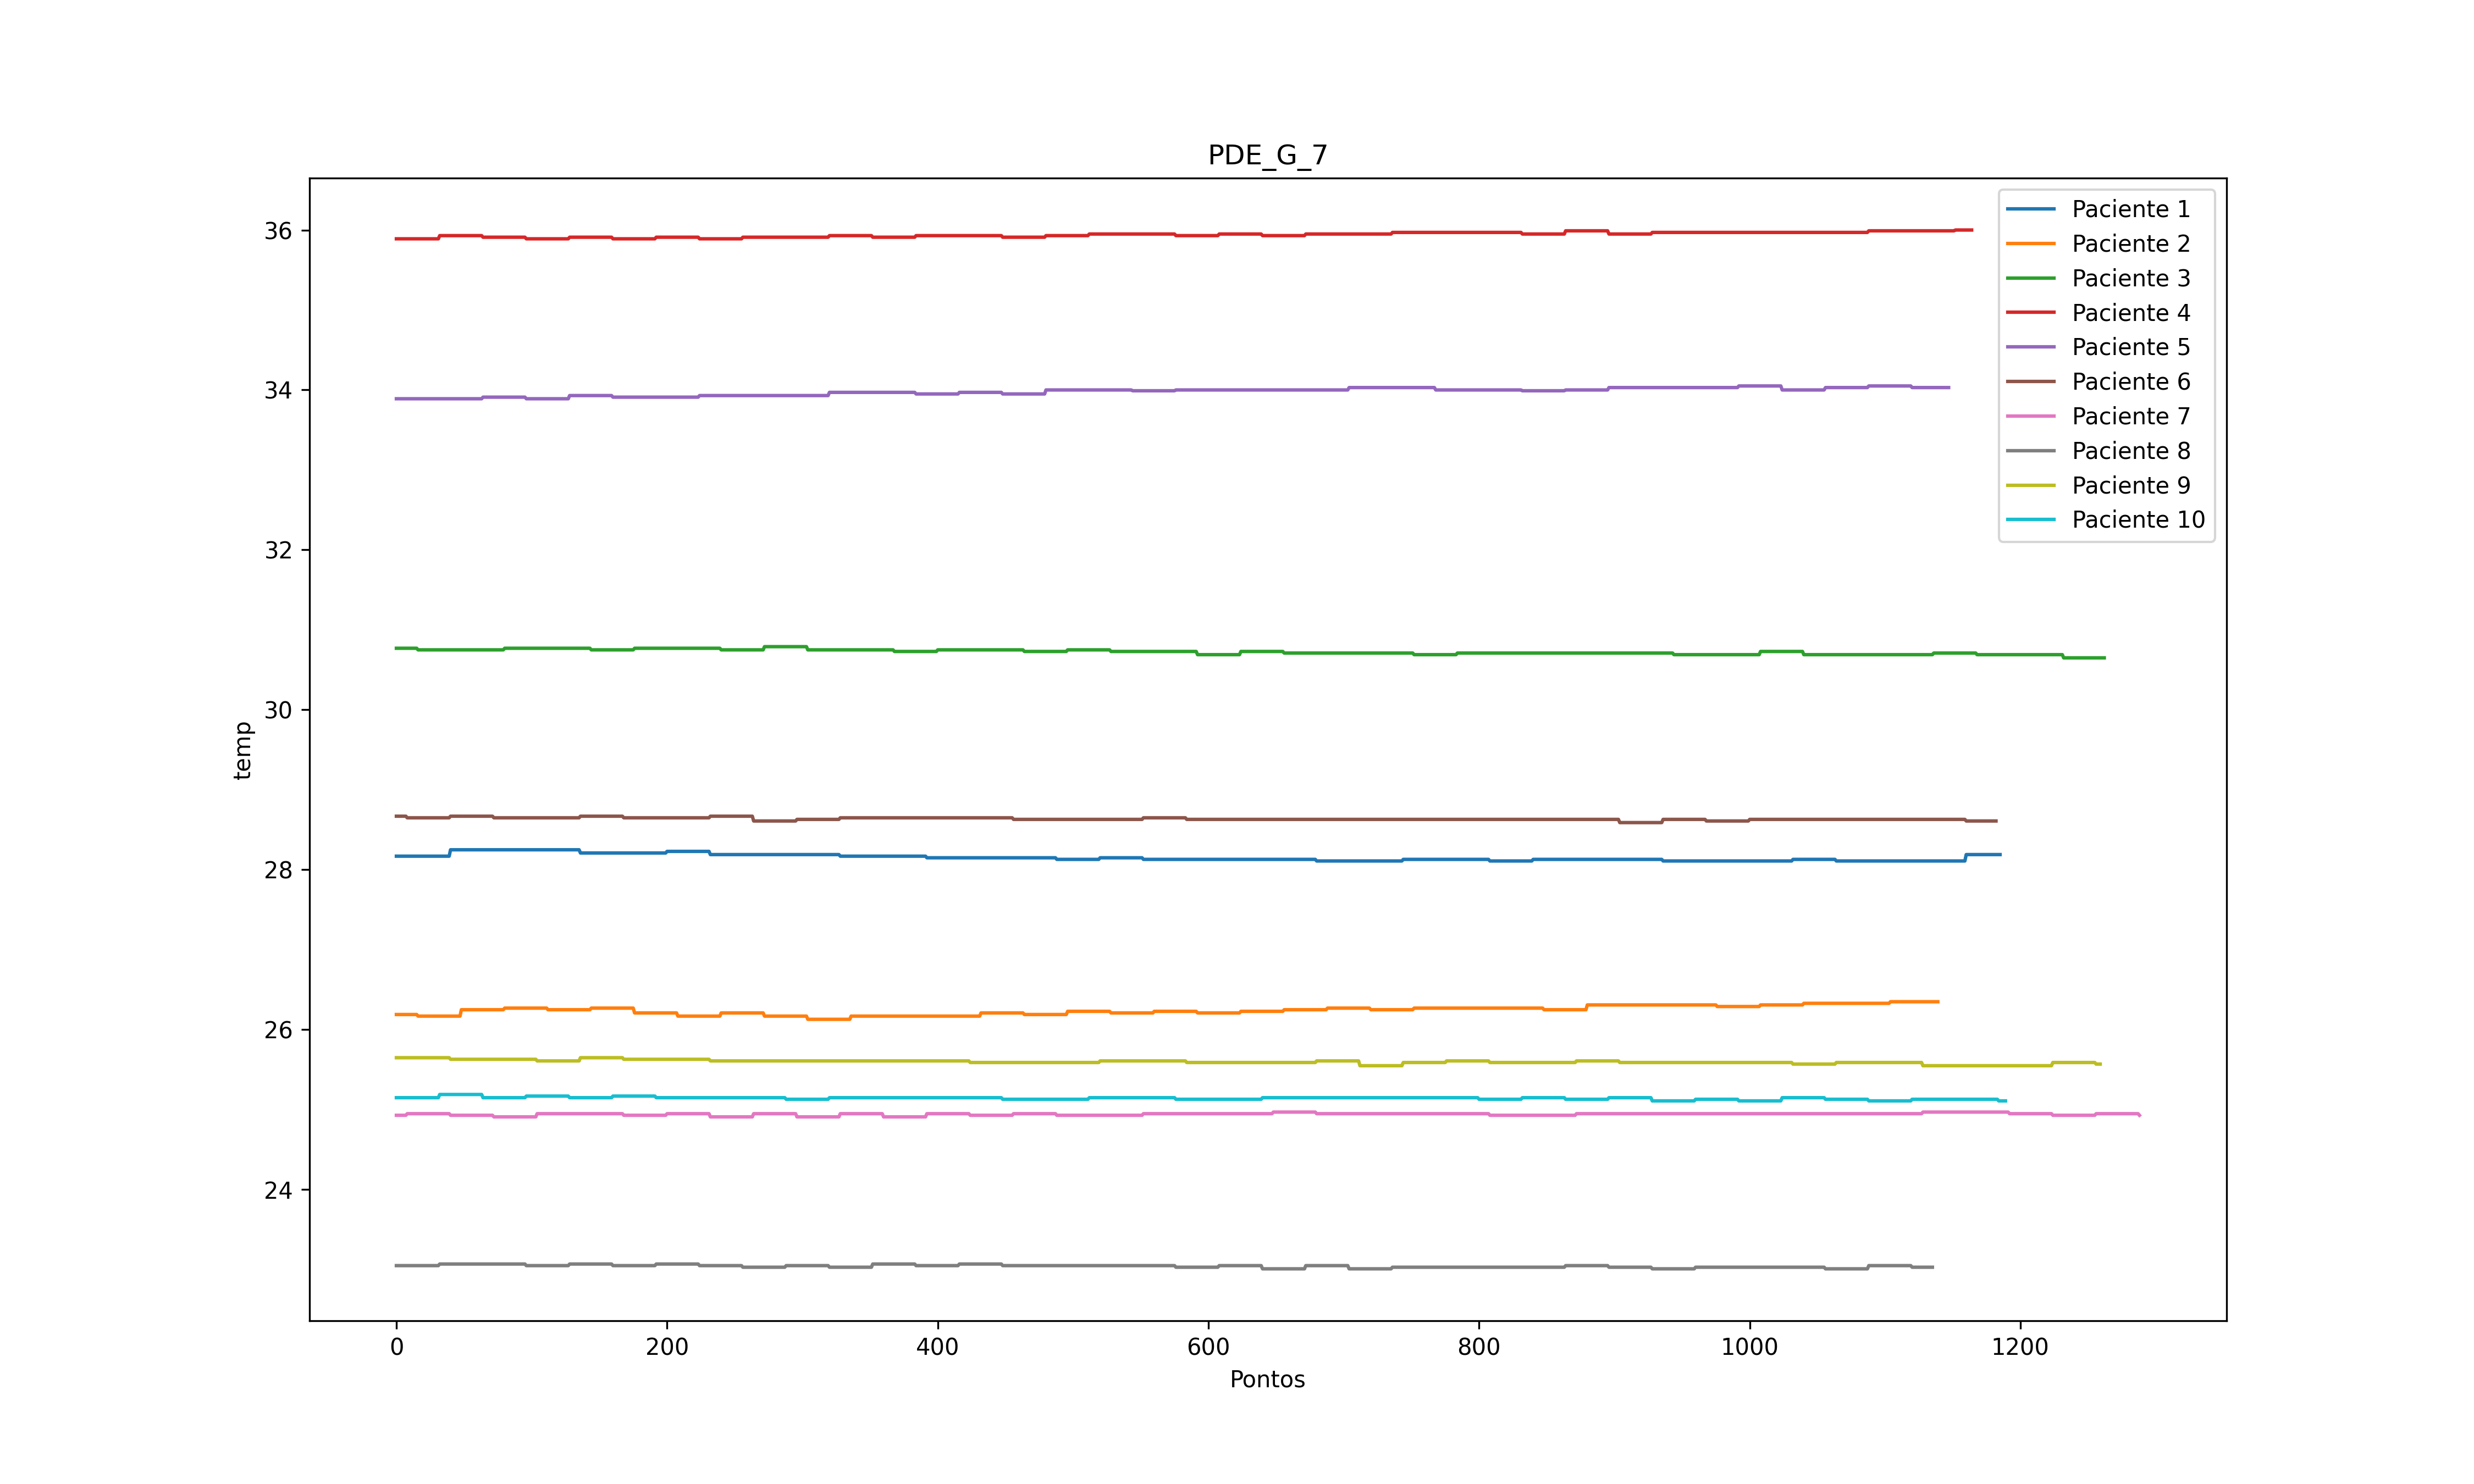 PDE_G_7
36
34
32
30
28
26
24
temp
0 200 400 600 800 1000 1200
Pontos
Paciente 1
Paciente 2
Paciente 3
Paciente 4
Paciente 5
Paciente 6
Paciente 7
Paciente 8
Paciente 9
Paciente 10